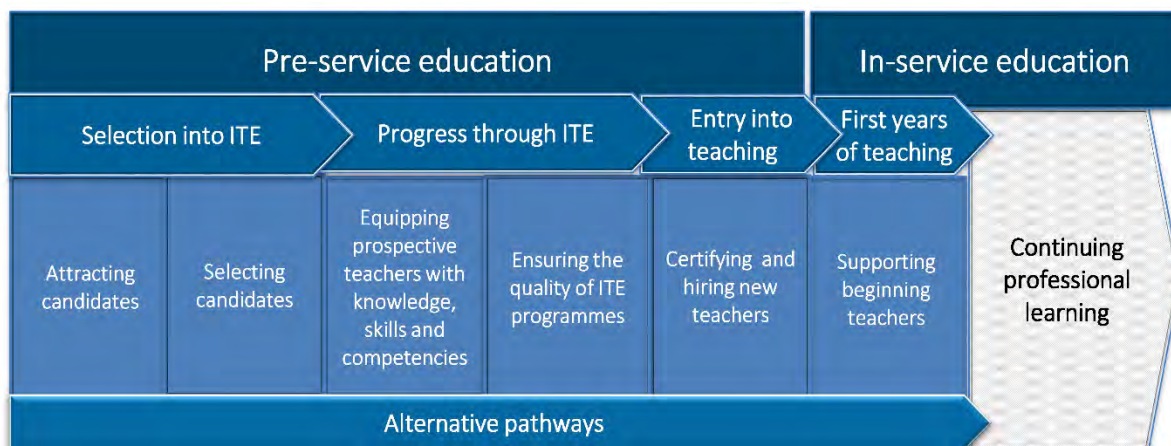 Pre-service education
In-service education
Selection into ITE
Progress through ITE
Entry into
teaching
First years
of teaching
Attracting
candidates
Selecting
candidates
Equipping
prospective
teachers with
knowledge,
skills and
competencies
Ensuring the
quality of ITE
programmes
Certifying and
hiring new
teachers
Supporting
beginning
teachers
Continuing
professional
learning
Alternative pathways